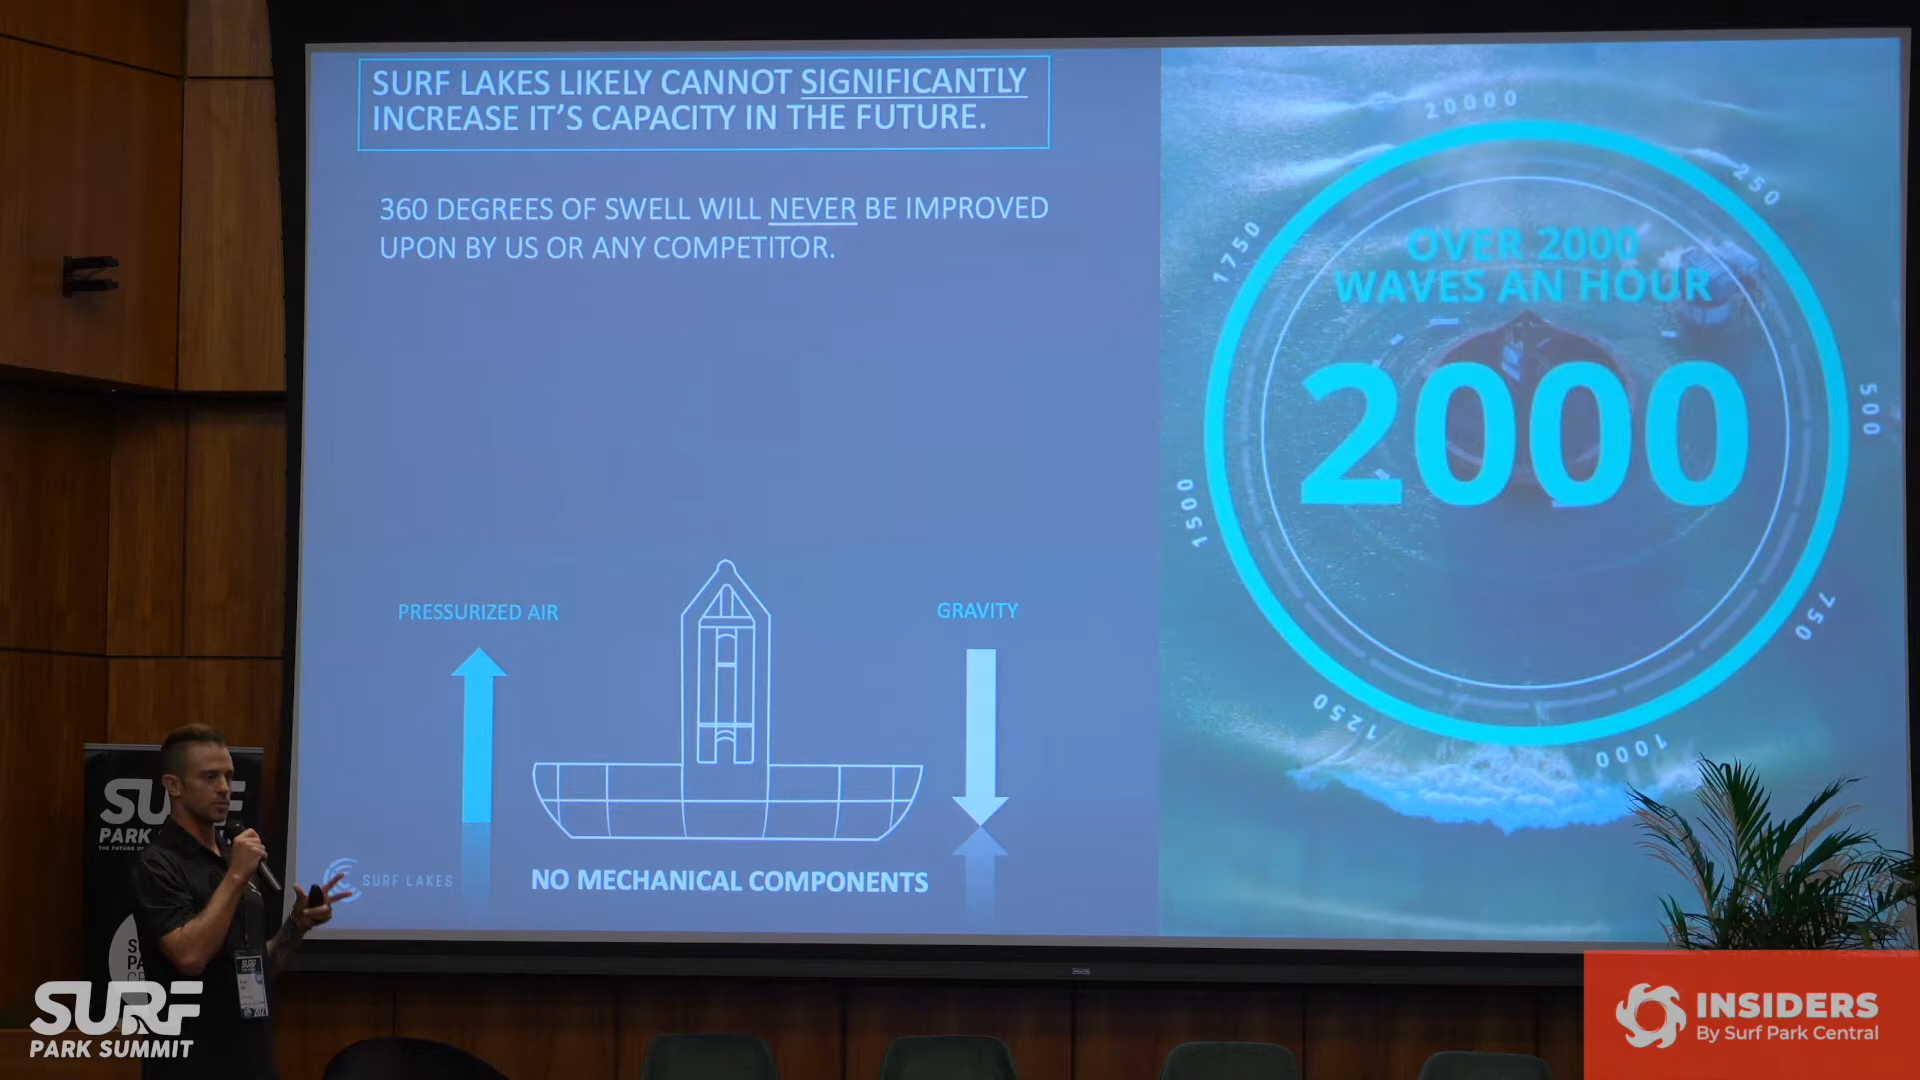 SURF LAKES LIKELY CANNOT SIGNIFICANTLY
INCREASE IT'S CAPACITY IN THE FUTURE.
360 DEGREES OF SWELL WILL NEVER BE IMPROVED
UPON BY US OR ANY COMPETITOR.
PRESSURIZED AIR
GRAVITY
NO MECHANICAL COMPONENTS
SURF LAKES
20000
250
500
750
1000
1250
1500
1750
OVER 2000
WAVES AN HOUR
2000
SURF
PARK SUMMIT
INSIDERS
By Surf Park Central